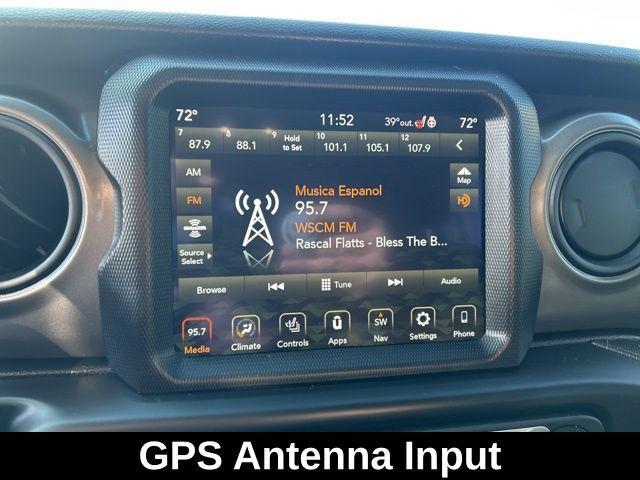 72° 11:52 39°out. 72°
7 87.9 8 88.1 9 Hold to Set 10 101.1 11 105.1 12 107.9
AM
Map
FM
Musica Espanol
HD
95.7
SiriusXM
WSCM FM
Rascal Flatts - Bless The B...
Source
Select
Browse Tune Audio
95.7 SW
Media Climate Controls Apps Nav Settings Phone
GPS Antenna Input